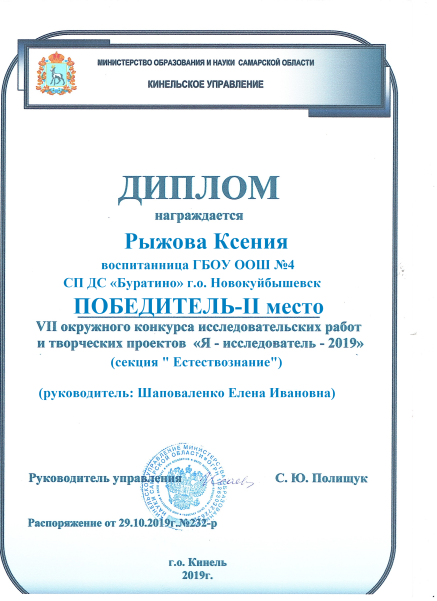 МИНИСТЕРСТВО ОБРАЗОВАНИЯ И НАУКИ САМАРСКОЙ ОБЛАСТИ
КИНЕЛЬСКОЕ УПРАВЛЕНИЕ
ДИПЛОМ
награждается
Рыжова Ксения
воспитанница ГБОУ ООШ №4
СП ДС «Буратино» г.о. Новокуйбышевск
ПОБЕДИТЕЛЬ-II место
VII окружного конкурса исследовательских работ
и творческих проектов «Я - исследователь - 2019»
(секция " Естествознание")
(руководитель: Шаповаленко Елена Ивановна)
Руководитель управления С. Ю. Полищук
Распоряжение от 29.10.2019г.№232-р
г.о. Кинель
2019г.